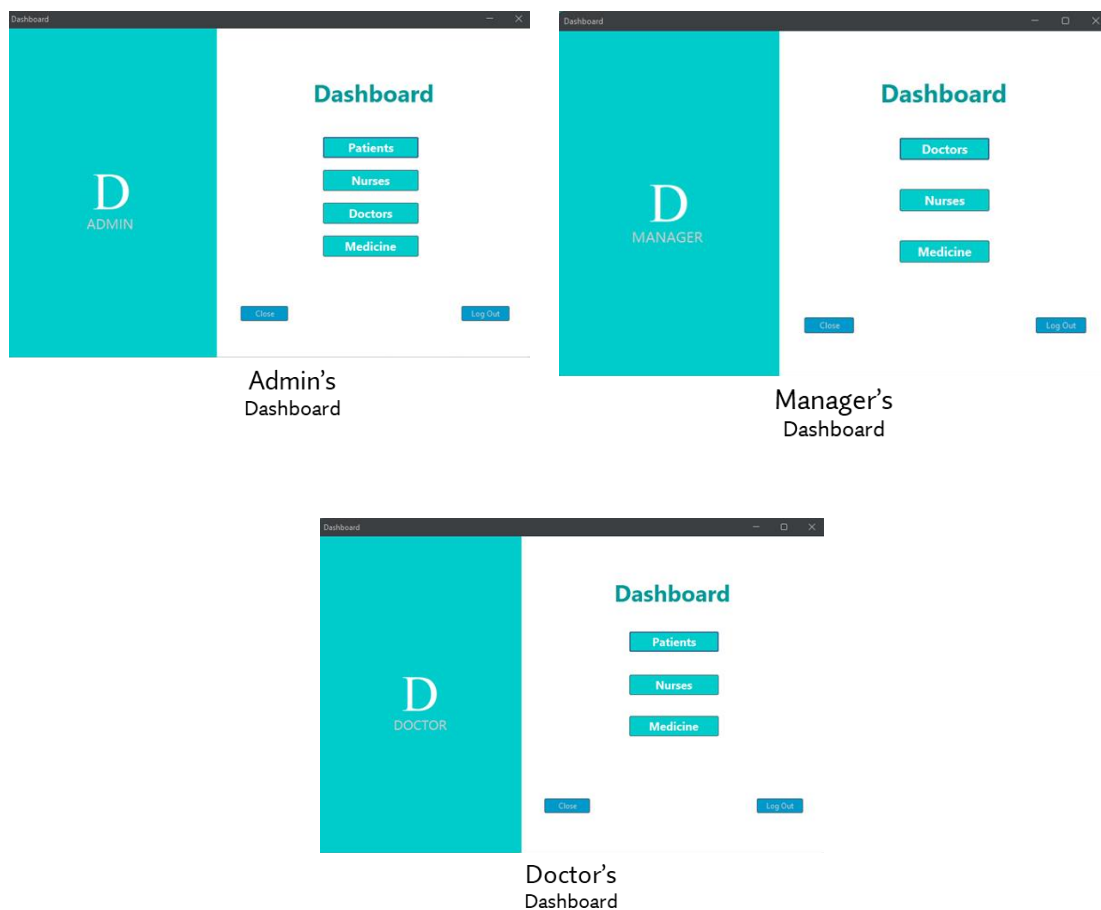 Dashboard
Dashboard
Patients
Nurses
Doctors
Medicine
D
ADMIN
Close
Log Out
Admin’s
Dashboard
Dashboard
Dashboard
Doctors
Nurses
Medicine
D
MANAGER
Close
Log Out
Manager’s
Dashboard
Dashboard
Dashboard
Patients
Nurses
Medicine
D
DOCTOR
Close
Log Out
Doctor’s
Dashboard